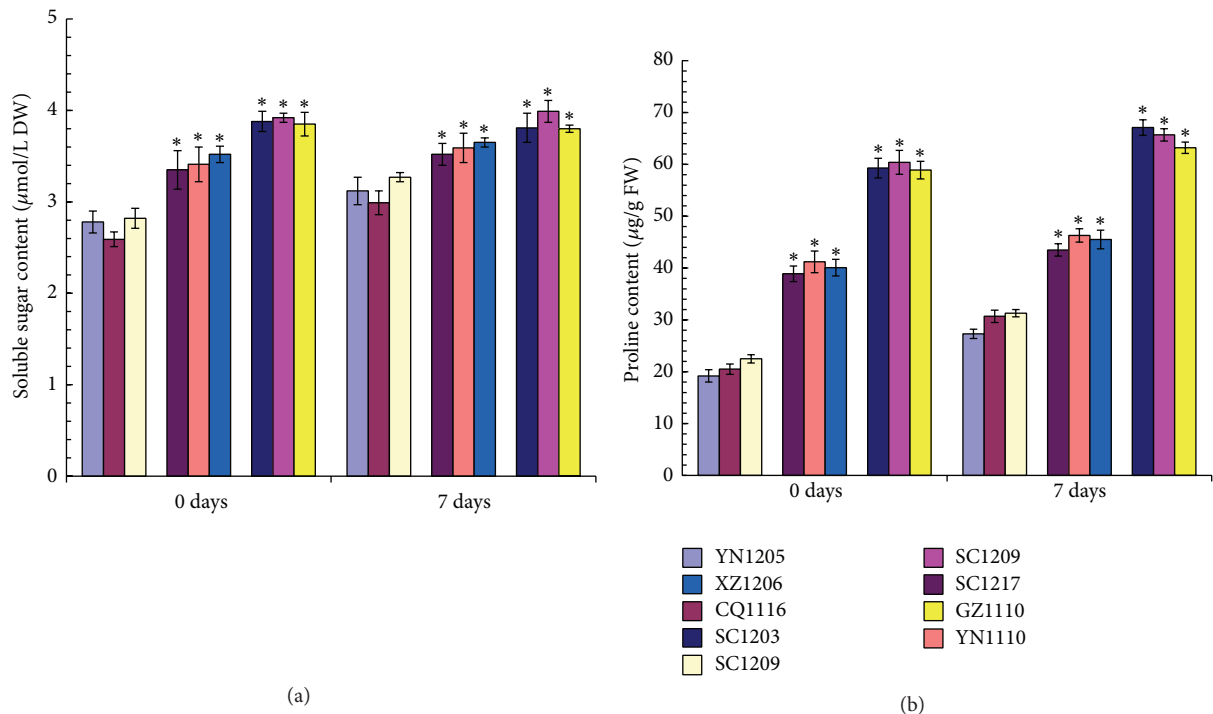 5
4
3
2
1
0
Soluble sugar content (μmol/L DW)
* * * * * *
* * * * * *
0 days
7 days
(a)
80
70
60
50
40
30
20
10
0
Proline content (μg/g FW)
* * * * * *
* * * * * *
0 days
7 days
YN1205
XZ1206
CQ1116
SC1203
SC1209
SC1209
SC1217
GZ1110
YN1110
(b)